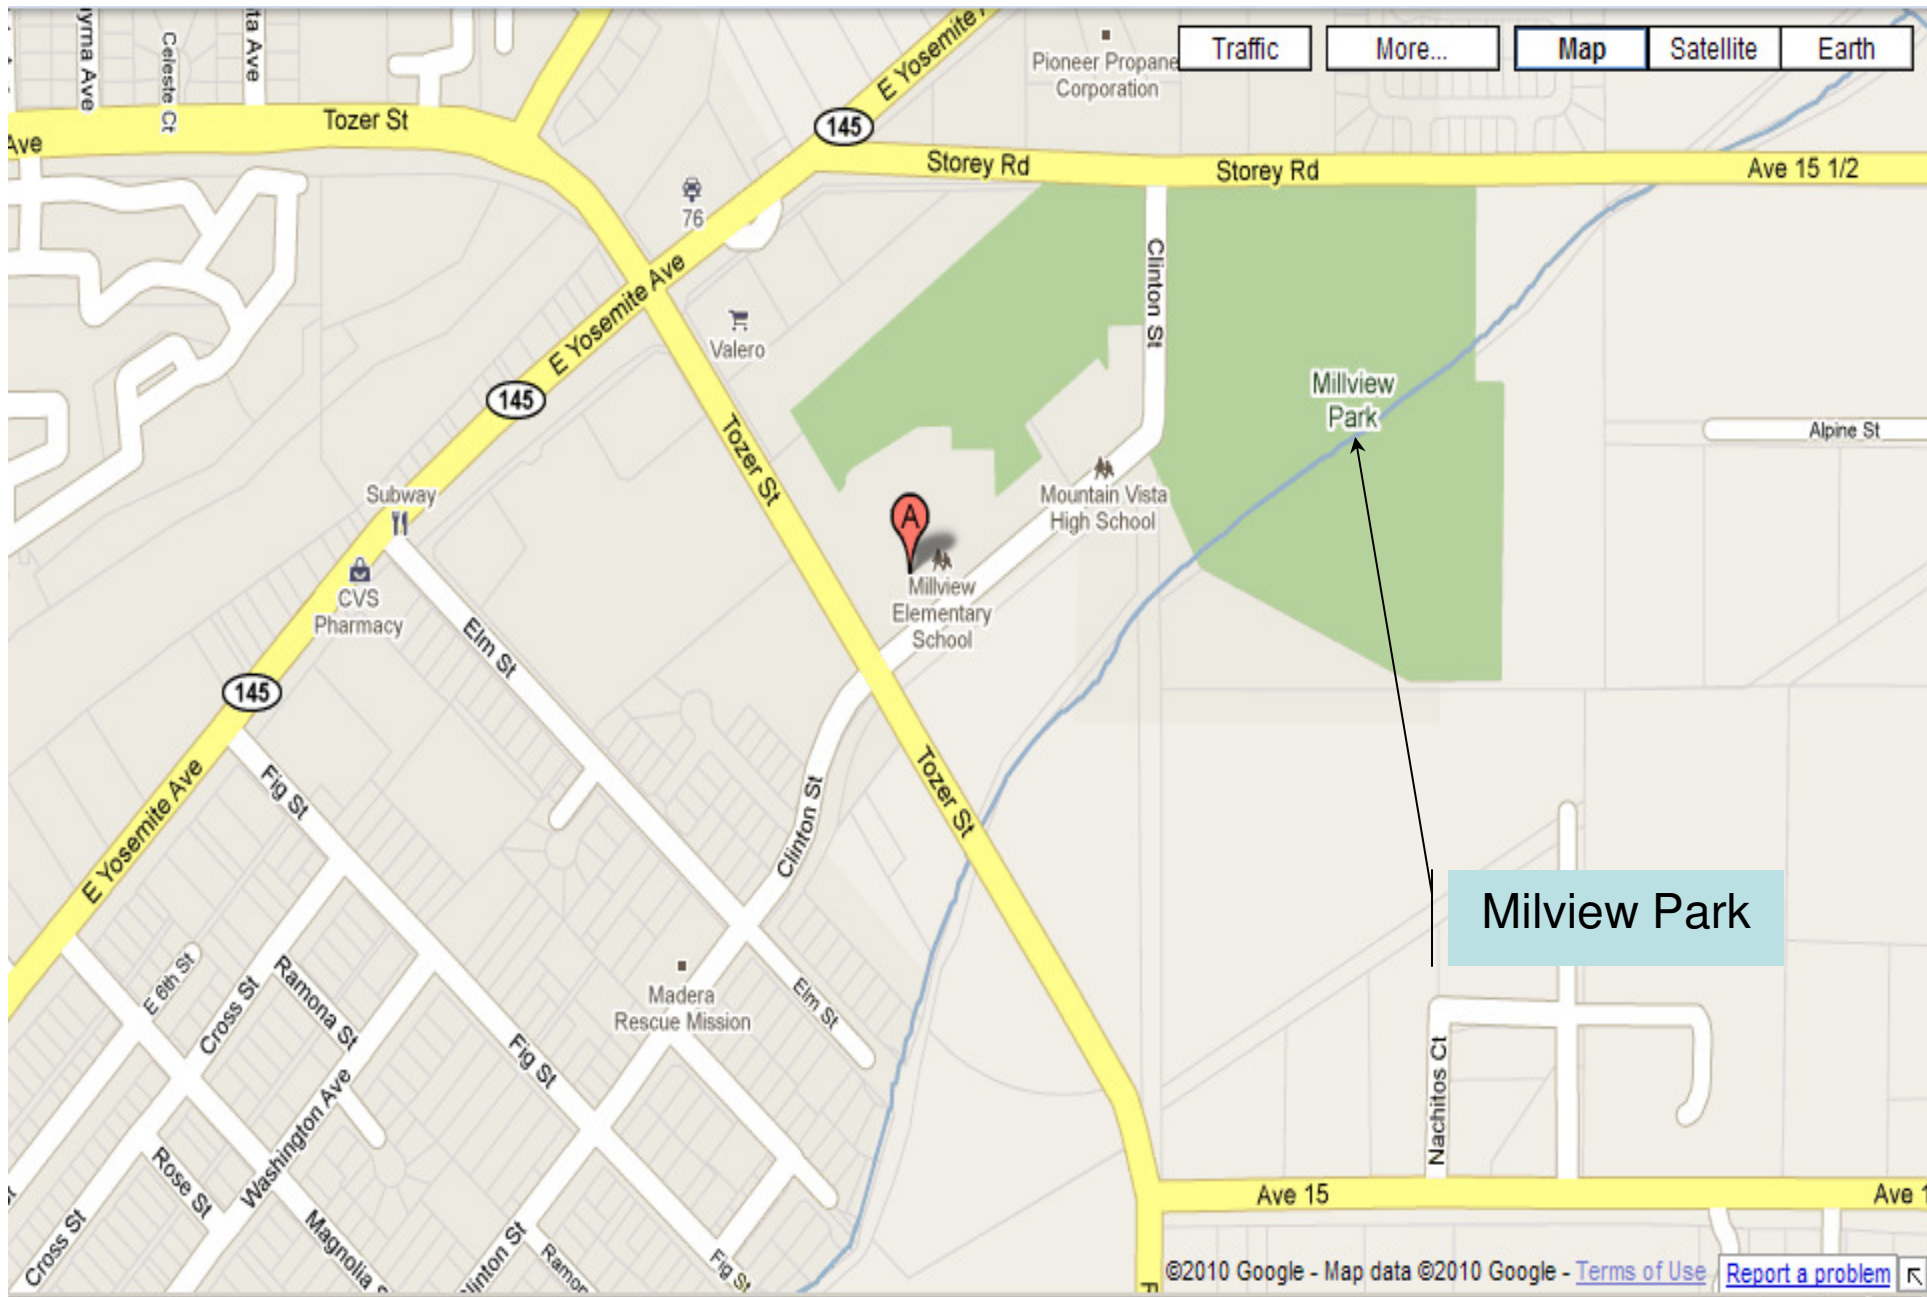 Traffic
More...
Map
Satellite
Earth
Pioneer Propane
Corporation
E Yosemite
145
Celeste Ct
Tozer St
Ave
Storey Rd
Storey Rd
Ave 15 1/2
76
Clinton St
E Yosemite Ave
Valero
145
Millview
Park
Alpine St
Tozer St
Subway
Mountain Vista
High School
A
CVS
Pharmacy
Millview
Elementary
School
Elm St
145
Fig St
E Yosemite Ave
Clinton St
Tozer St
Milview Park
E 6th St
Ramona St
Cross St
Madera
Rescue Mission
Elm St
Fig St
Nachitos Ct
Washington Ave
Rose St
Ave 15
Ave 1
Cross St
Magnolia
linton St
Ramon
Fig St
©2010 Google - Map data ©2010 Google - Terms of Use
Report a problem